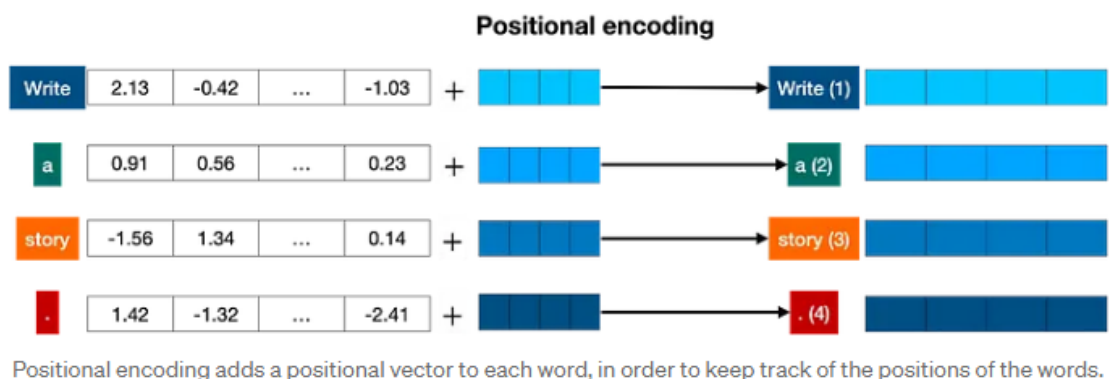 Positional encoding
Write 2.13 -0.42 ... -1.03 + Write (1)
a 0.91 0.56 ... 0.23 + a (2)
story -1.56 1.34 ... 0.14 + story (3)
. 1.42 -1.32 ... -2.41 + . (4)
Positional encoding adds a positional vector to each word, in order to keep track of the positions of the words.